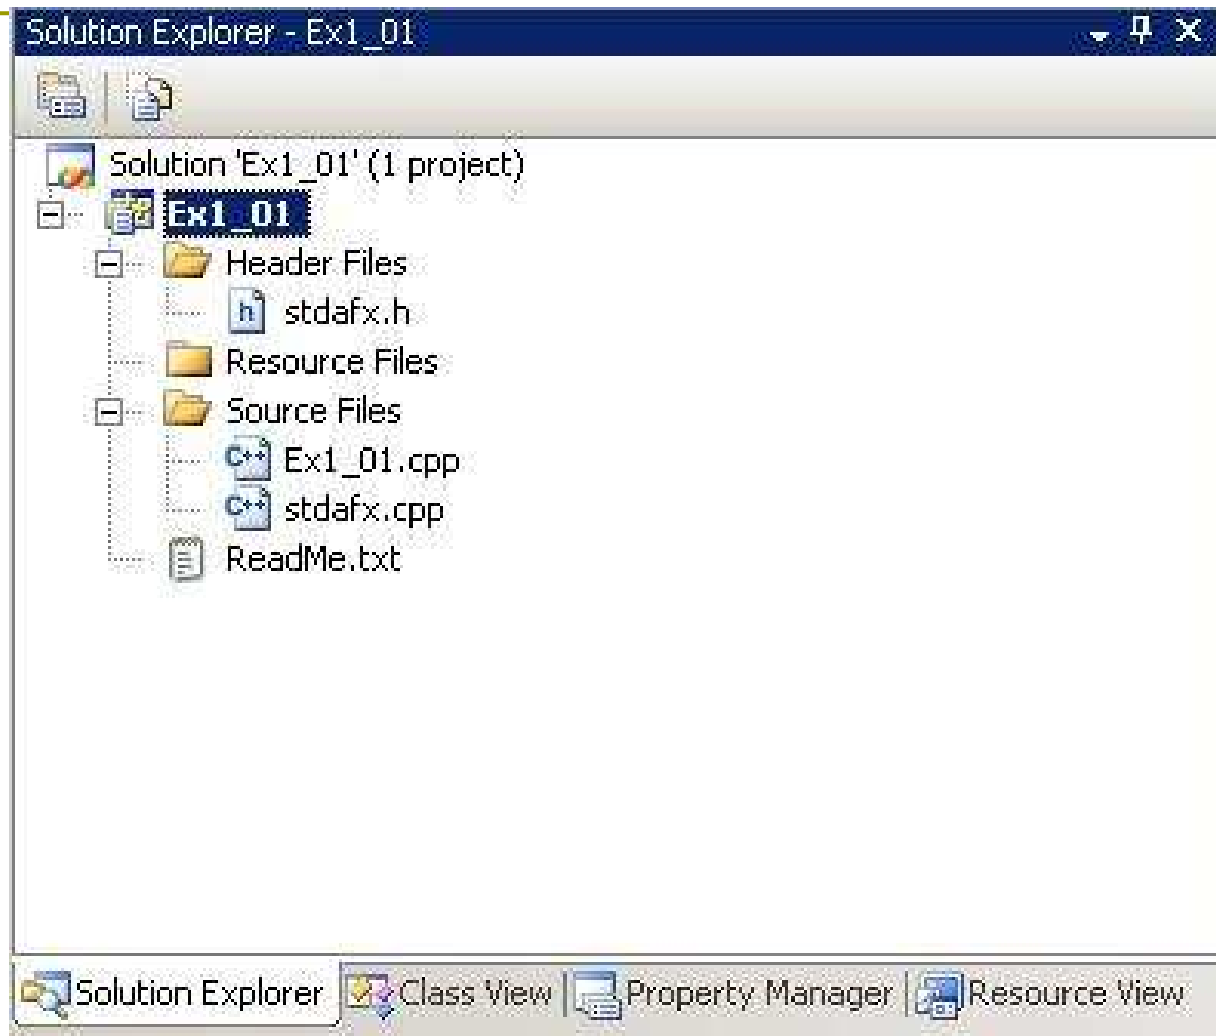 Solution Explorer - Ex1_01
Solution 'Ex1_01' (1 project)
Ex1_01
Header Files
h stdafx.h
Resource Files
Source Files
C++ Ex1_01.cpp
C++ stdafx.cpp
ReadMe.txt
Solution Explorer Class View Property Manager Resource View